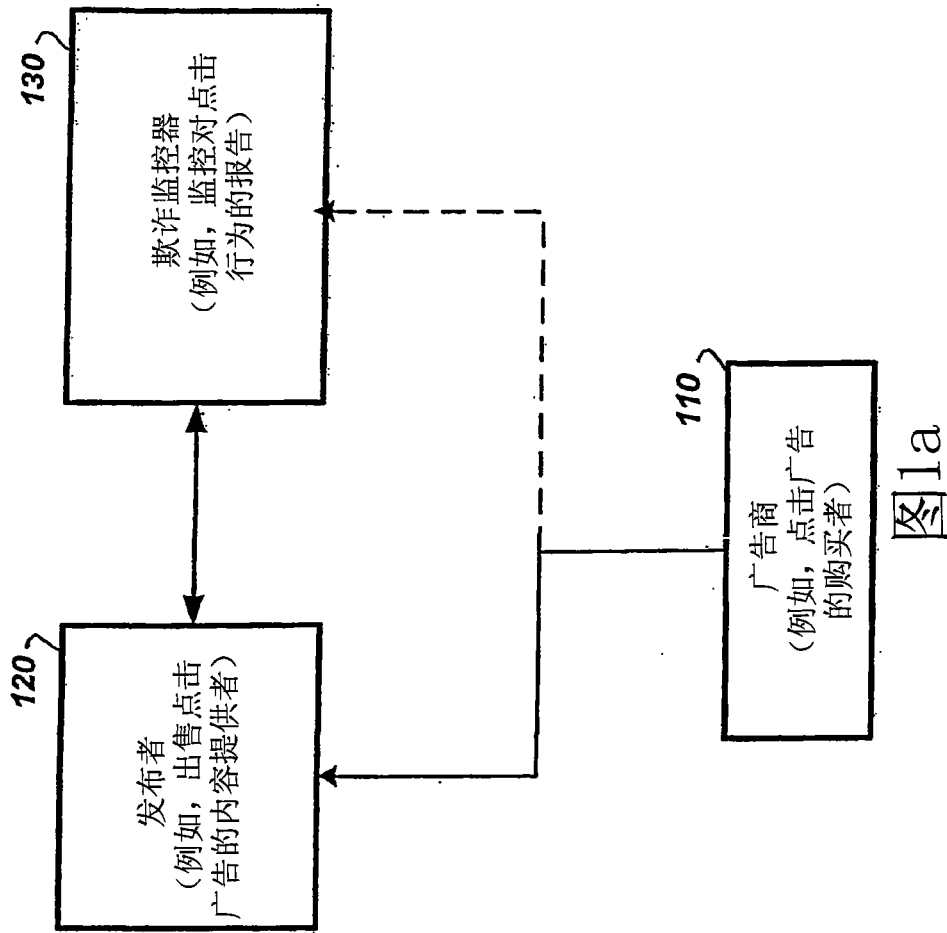 120
发布者
（例如，出售点击
广告的内容提供者）
130
欺诈监控器
（例如，监控对点击
行为的报告）
110
广告商
（例如，点击广告
的购买者）
图1a